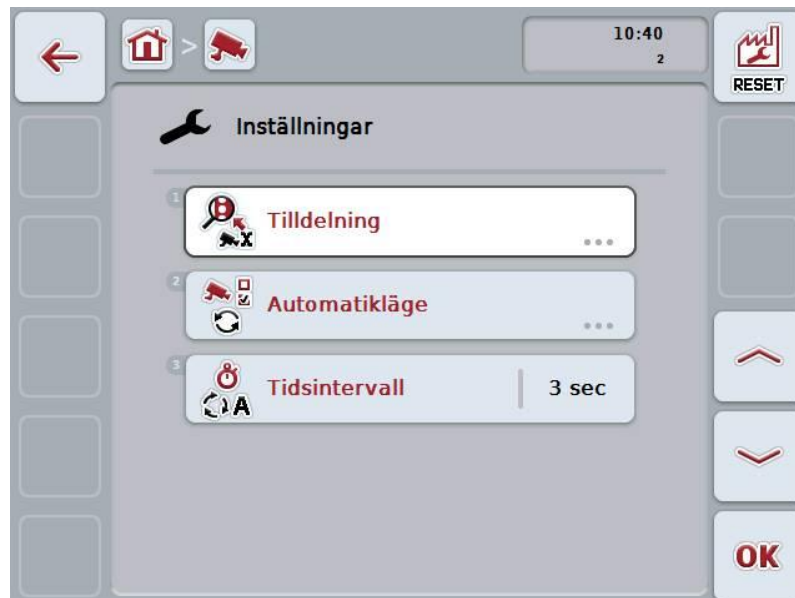 >
10:40
2
RESET
Inställningar
1
Tilldelning
X
...
2
Automatikläge
...
3
Tidsintervall
3 sec
A
OK